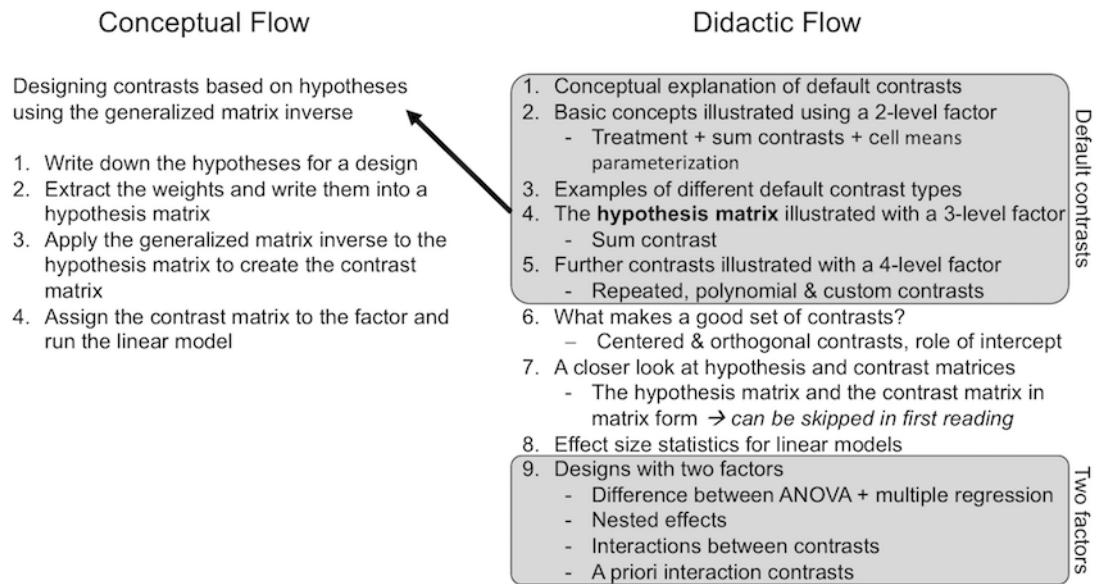 Conceptual Flow
Designing contrasts based on hypotheses
using the generalized matrix inverse
1. Write down the hypotheses for a design
2. Extract the weights and write them into a
hypothesis matrix
3. Apply the generalized matrix inverse to the
hypothesis matrix to create the contrast
matrix
4. Assign the contrast matrix to the factor and
run the linear model
Didactic Flow
1. Conceptual explanation of default contrasts
2. Basic concepts illustrated using a 2-level factor
- Treatment + sum contrasts + cell means
parameterization
3. Examples of different default contrast types
4. The hypothesis matrix illustrated with a 3-level factor
- Sum contrast
5. Further contrasts illustrated with a 4-level factor
- Repeated, polynomial & custom contrasts
Default contrasts
6. What makes a good set of contrasts?
– Centered & orthogonal contrasts, role of intercept
7. A closer look at hypothesis and contrast matrices
- The hypothesis matrix and the contrast matrix in
matrix form → can be skipped in first reading
8. Effect size statistics for linear models
9. Designs with two factors
- Difference between ANOVA + multiple regression
- Nested effects
- Interactions between contrasts
- A priori interaction contrasts
Two factors